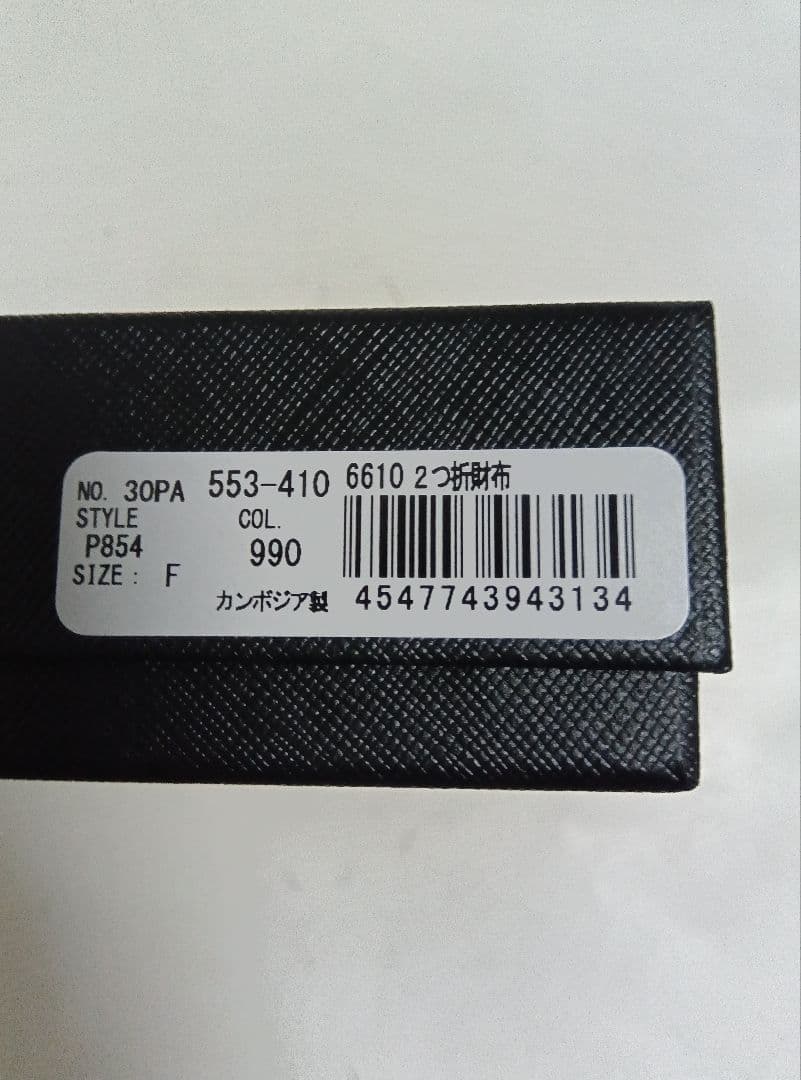 NO. 30PA 553-410 6610 2つ折財布
STYLE COL.
P854 990
SIZE: F
カンボジア製 4547743943134